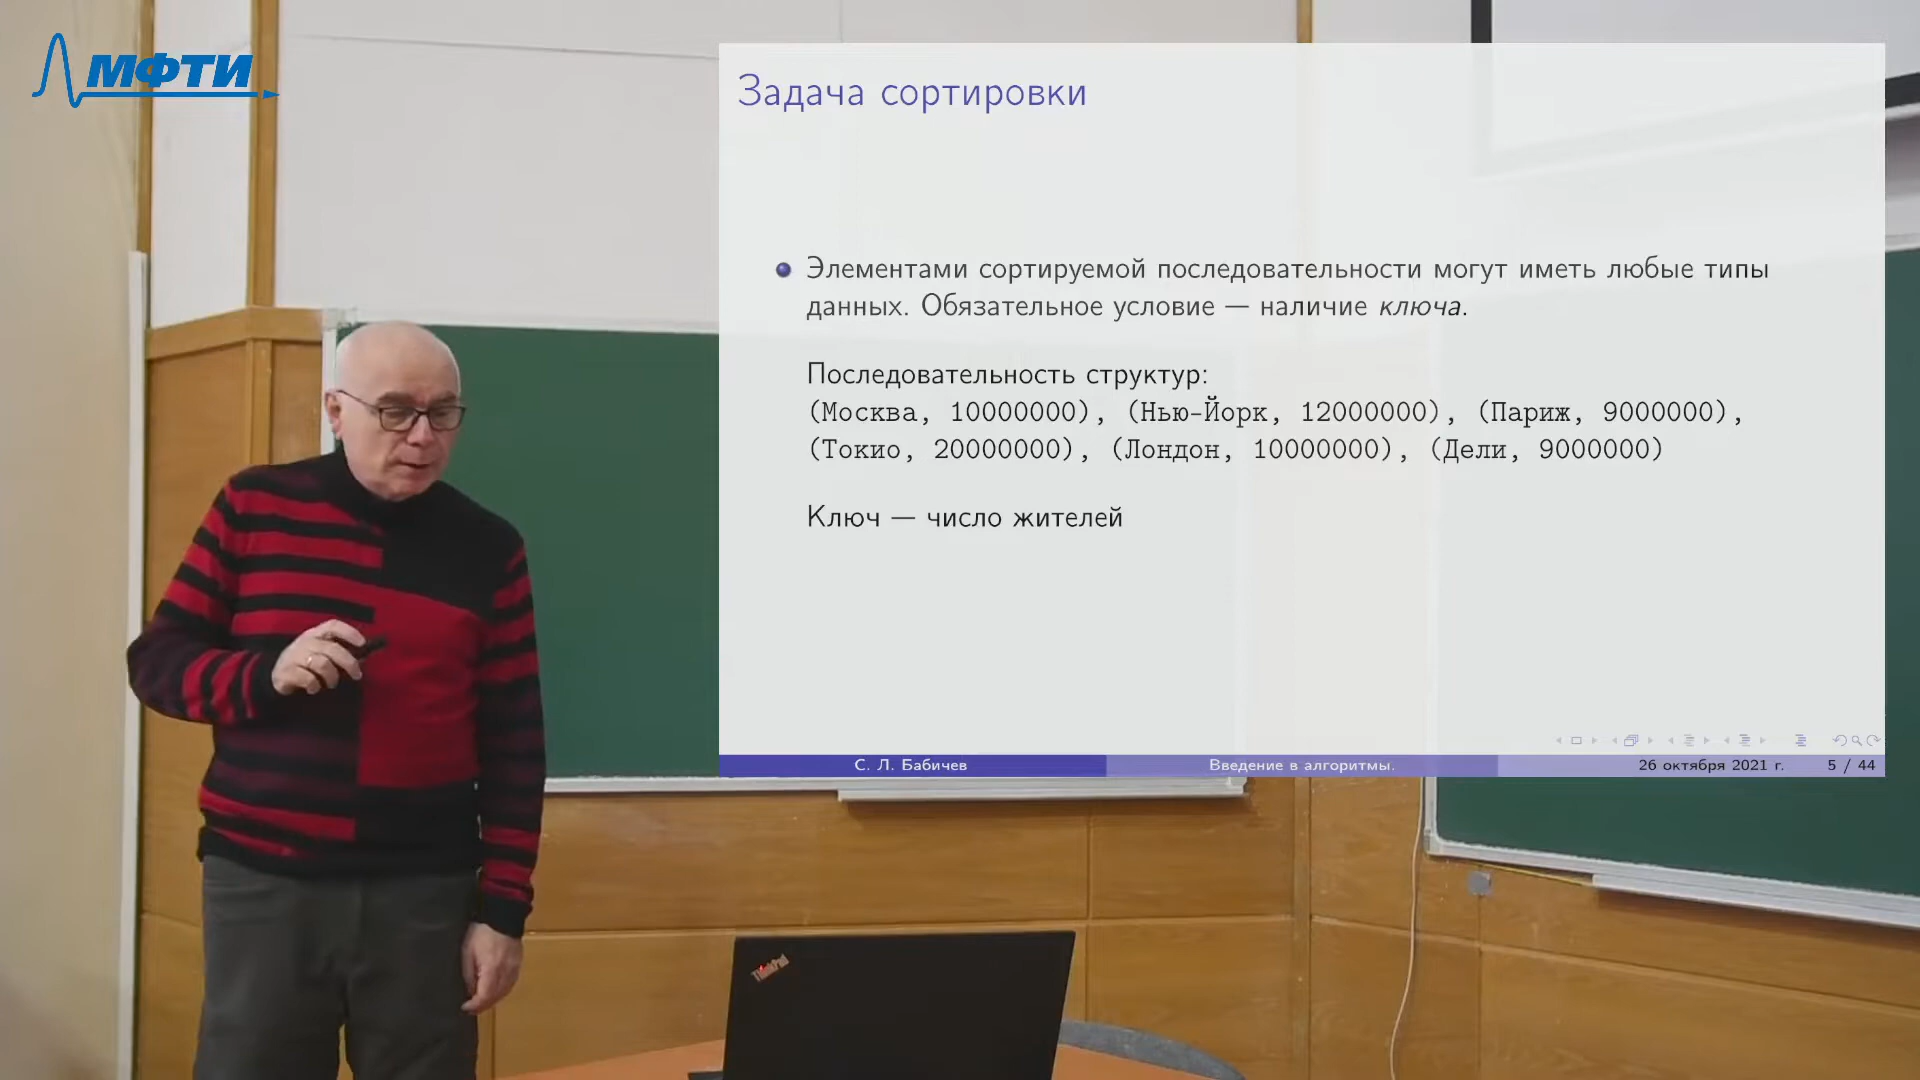 МФТИ
Задача сортировки
Элементами сортируемой последовательности могут иметь любые типы
данных. Обязательное условие — наличие ключа.
Последовательность структур:
(Москва, 10000000), (Нью-Йорк, 12000000), (Париж, 9000000),
(Токио, 20000000), (Лондон, 10000000), (Дели, 9000000)
Ключ — число жителей
С. Л. Бабичев Введение в алгоритмы. 26 октября 2021 г. 5 / 44
ThinkPad